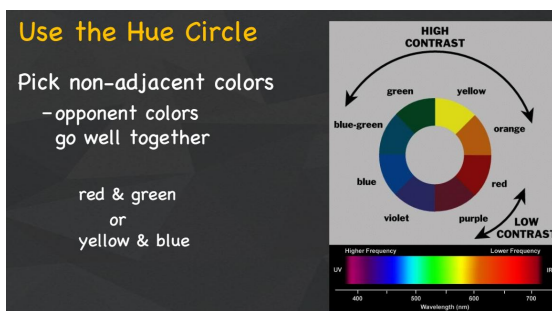 Use the Hue Circle
Pick non-adjacent colors
-opponent colors
go well together
red & green
or
yellow & blue
HIGH
CONTRAST
green
yellow
blue-green
orange
blue
red
violet
purple
LOW
CONTRAST
Higher Frequency
Lower Frequency
UV
IR
400
500
600
700
Wavelength (nm)